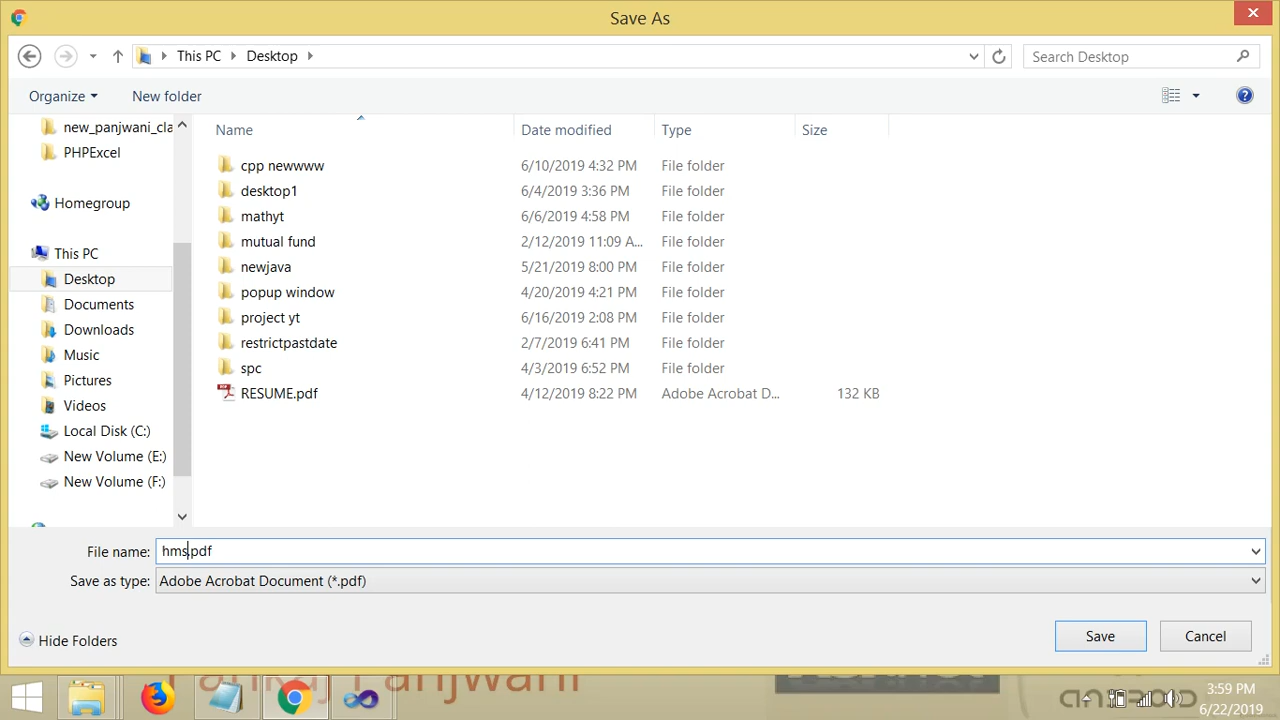 Save As
This PC Desktop
Search Desktop
Organize New folder
new_panjwani_cla
PHPExcel
Homegroup
This PC
Desktop
Documents
Downloads
Music
Pictures
Videos
Local Disk (C:)
New Volume (E:)
New Volume (F:)
Name Date modified Type Size
cpp newwww 6/10/2019 4:32 PM File folder
desktop1 6/4/2019 3:36 PM File folder
mathyt 6/6/2019 4:58 PM File folder
mutual fund 2/12/2019 11:09 A... File folder
newjava 5/21/2019 8:00 PM File folder
popup window 4/20/2019 4:21 PM File folder
project yt 6/16/2019 2:08 PM File folder
restrictpastdate 2/7/2019 6:41 PM File folder
spc 4/3/2019 6:52 PM File folder
RESUME.pdf 4/12/2019 8:22 PM Adobe Acrobat D... 132 KB
File name: hms.pdf
Save as type: Adobe Acrobat Document (*.pdf)
Hide Folders
Save Cancel
Pankaj Panjwani
ANDROID
3:59 PM
6/22/2019